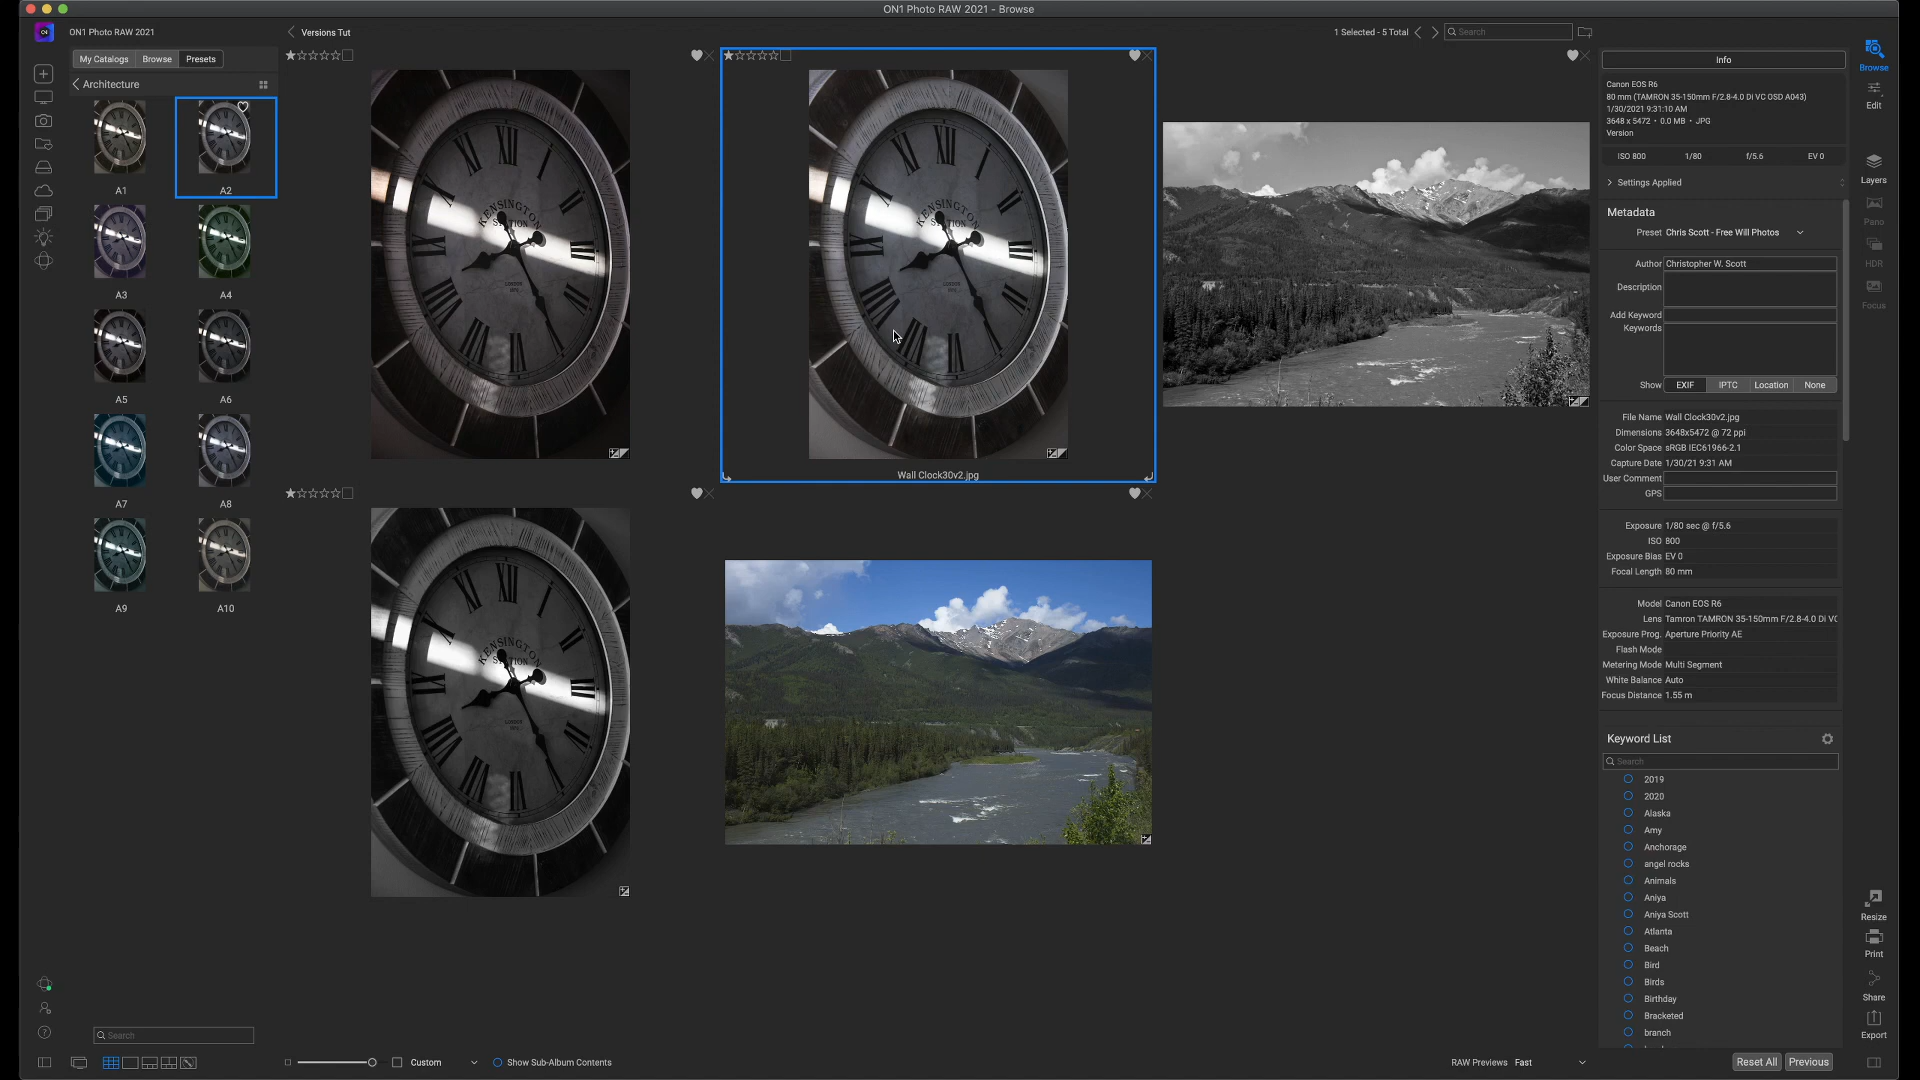 ON1 Photo RAW 2021 - Browse
ON1 Photo RAW 2021
Versions Tut
1 Selected - 5 Total
Search
My Catalogs
Browse
Presets
Architecture
A1
A2
A3
A4
A5
A6
A7
A8
A9
A10
Search
KENSINGTON
STATION
LONDON
KENSINGTON
STATION
LONDON
Wall Clock30v2.jpg
KENSINGTON
STATION
LONDON
Info
Canon EOS R6
80 mm (TAMRON 35-150mm F/2.8-4.0 Di VC OSD A043)
1/30/2021 9:31:10 AM
3648 x 5472 • 0.0 MB • JPG
Version
ISO 800
1/80
f/5.6
EV 0
Settings Applied
Metadata
Preset Chris Scott - Free Will Photos
Author Christopher W. Scott
Description
Add Keyword
Keywords
Show EXIF IPTC Location None
File Name Wall Clock30v2.jpg
Dimensions 3648x5472 @ 72 ppi
Color Space sRGB IEC61966-2.1
Capture Date 1/30/21 9:31 AM
User Comment
GPS
Exposure 1/80 sec @ f/5.6
ISO 800
Exposure Bias EV 0
Focal Length 80 mm
Model Canon EOS R6
Lens Tamron TAMRON 35-150mm F/2.8-4.0 Di VC
Exposure Prog. Aperture Priority AE
Flash Mode
Metering Mode Multi Segment
White Balance Auto
Focus Distance 1.55 m
Keyword List
Search
2019
2020
Alaska
Amy
Anchorage
angel rocks
Animals
Aniya
Aniya Scott
Atlanta
Beach
Bird
Birds
Birthday
Bracketed
branch
Browse
Edit
Layers
Pano
HDR
Focus
Resize
Print
Share
Export
Custom
Show Sub-Album Contents
RAW Previews Fast
Reset All
Previous